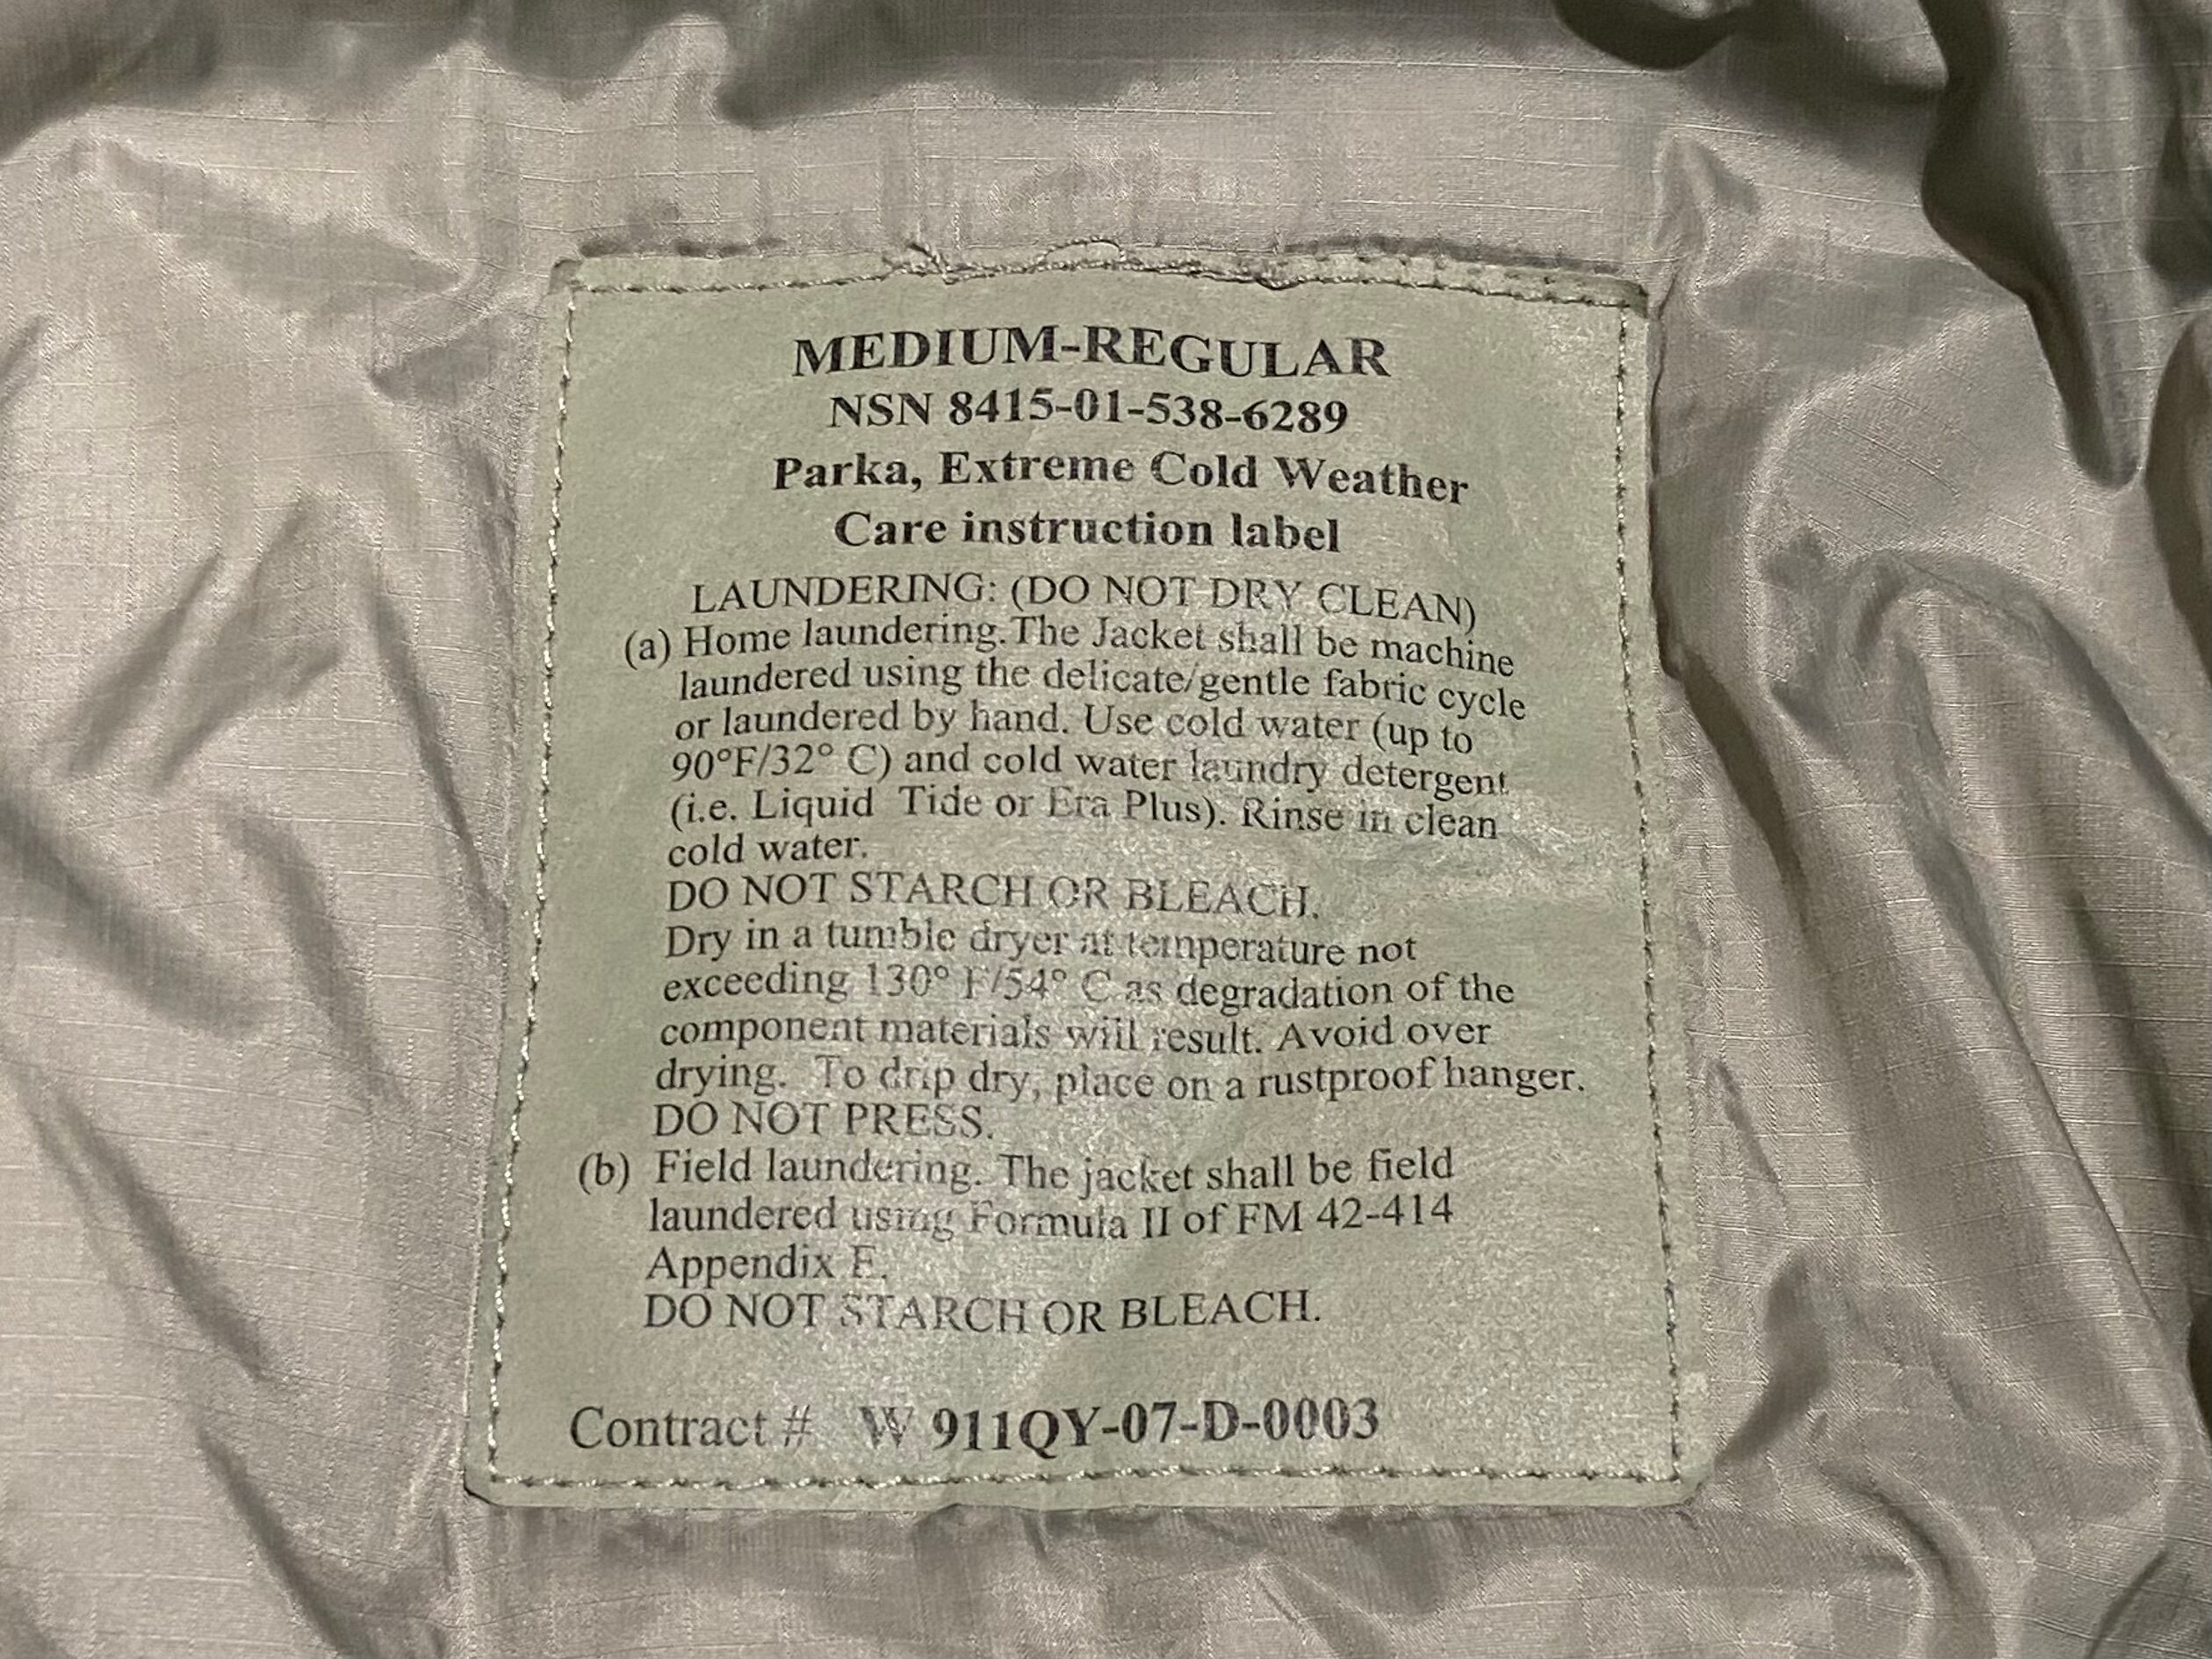 MEDIUM-REGULAR
NSN 8415-01-538-6289
Parka, Extreme Cold Weather
Care instruction label
LAUNDERING: (DO NOT DRY CLEAN)
(a) Home laundering.The Jacket shall be machine
laundered using the delicate/gentle fabric cycle
or laundered by hand. Use cold water (up to
90°F/32° C) and cold water laundry detergent
(i.e. Liquid Tide or Era Plus). Rinse in clean
cold water.
DO NOT STARCH OR BLEACH.
Dry in a tumble dryer at temperature not
exceeding 130° F/54° C as degradation of the
component materials will result. Avoid over
drying. To drip dry, place on a rustproof hanger.
DO NOT PRESS.
(b) Field laundering. The jacket shall be field
laundered using Formula II of FM 42-414
Appendix E.
DO NOT STARCH OR BLEACH.
Contract # W 911QY-07-D-0003